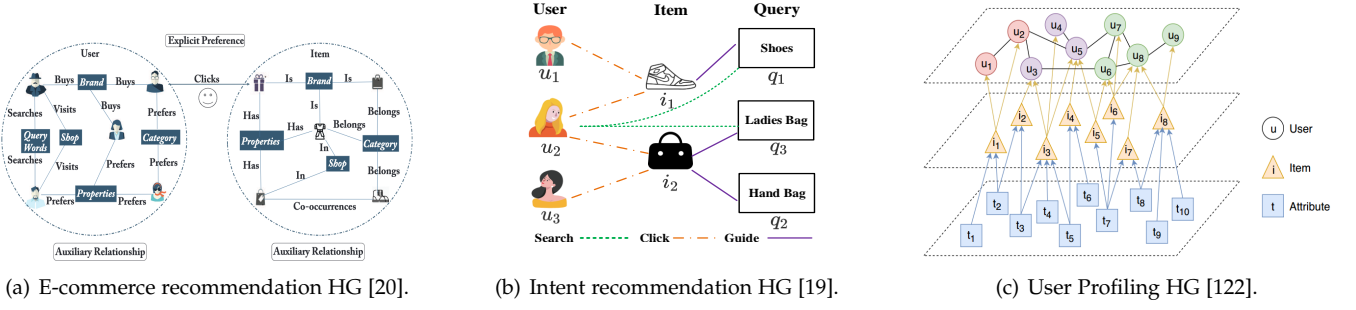 Explicit Preference
User
Buys
Brand
Buys
Searches
Visits
Buys
Prefers
Query Words
Shop
Category
Searches
Visits
Prefers
Prefers
Prefers
Properties
Prefers
Auxiliary Relationship
Clicks
Item
Is
Brand
Is
Has
Is
Belongs
Properties
Has
Belongs
Category
In
Shop
Has
In
Belongs
Co-occurrences
Auxiliary Relationship
(a) E-commerce recommendation HG [20].
User
Item
Query
u1
i1
Shoes
q1
u2
Ladies Bag
q3
i2
u3
Hand Bag
q2
Search
Click
Guide
(b) Intent recommendation HG [19].
u1
u2
u3
u4
u5
u6
u7
u8
u9
i1
i2
i3
i4
i5
i6
i7
i8
t1
t2
t3
t4
t5
t6
t7
t8
t9
t10
u User
i Item
t Attribute
(c) User Profiling HG [122].